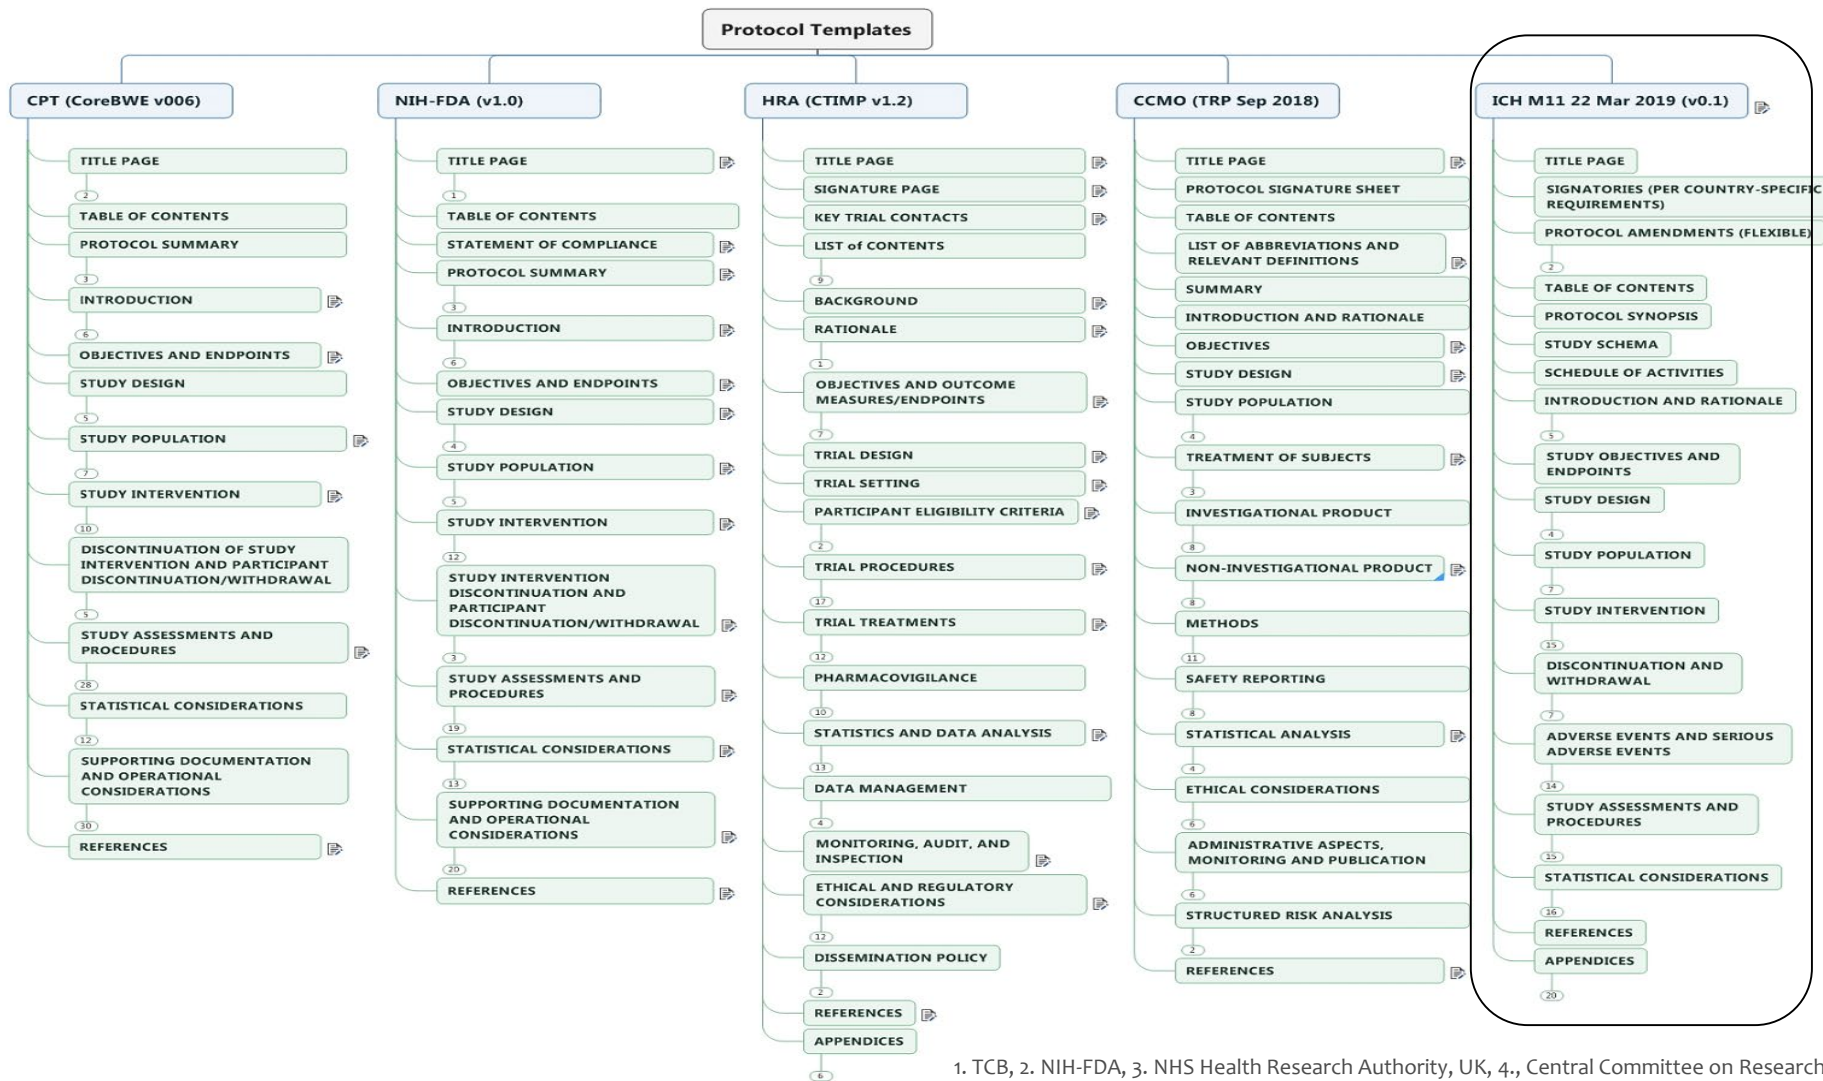 Protocol Templates
CPT (CoreBWE v006)
TITLE PAGE
2
TABLE OF CONTENTS
PROTOCOL SUMMARY
3
INTRODUCTION
6
OBJECTIVES AND ENDPOINTS
STUDY DESIGN
5
STUDY POPULATION
7
STUDY INTERVENTION
10
DISCONTINUATION OF STUDY
INTERVENTION AND PARTICIPANT
DISCONTINUATION/WITHDRAWAL
5
STUDY ASSESSMENTS AND
PROCEDURES
28
STATISTICAL CONSIDERATIONS
12
SUPPORTING DOCUMENTATION
AND OPERATIONAL
CONSIDERATIONS
30
REFERENCES
NIH-FDA (v1.0)
TITLE PAGE
1
TABLE OF CONTENTS
STATEMENT OF COMPLIANCE
PROTOCOL SUMMARY
3
INTRODUCTION
6
OBJECTIVES AND ENDPOINTS
STUDY DESIGN
4
STUDY POPULATION
5
STUDY INTERVENTION
12
STUDY INTERVENTION
DISCONTINUATION AND
PARTICIPANT
DISCONTINUATION/WITHDRAWAL
3
STUDY ASSESSMENTS AND
PROCEDURES
19
STATISTICAL CONSIDERATIONS
13
SUPPORTING DOCUMENTATION
AND OPERATIONAL
CONSIDERATIONS
20
REFERENCES
HRA (CTIMP v1.2)
TITLE PAGE
SIGNATURE PAGE
KEY TRIAL CONTACTS
LIST of CONTENTS
9
BACKGROUND
RATIONALE
1
OBJECTIVES AND OUTCOME
MEASURES/ENDPOINTS
7
TRIAL DESIGN
TRIAL SETTING
PARTICIPANT ELIGIBILITY CRITERIA
2
TRIAL PROCEDURES
17
TRIAL TREATMENTS
12
PHARMACOVIGILANCE
10
STATISTICS AND DATA ANALYSIS
13
DATA MANAGEMENT
4
MONITORING, AUDIT, AND
INSPECTION
ETHICAL AND REGULATORY
CONSIDERATIONS
12
DISSEMINATION POLICY
2
REFERENCES
APPENDICES
6
CCMO (TRP Sep 2018)
TITLE PAGE
PROTOCOL SIGNATURE SHEET
TABLE OF CONTENTS
LIST OF ABBREVIATIONS AND
RELEVANT DEFINITIONS
SUMMARY
INTRODUCTION AND RATIONALE
OBJECTIVES
STUDY DESIGN
STUDY POPULATION
4
TREATMENT OF SUBJECTS
3
INVESTIGATIONAL PRODUCT
8
NON-INVESTIGATIONAL PRODUCT
8
METHODS
11
SAFETY REPORTING
8
STATISTICAL ANALYSIS
4
ETHICAL CONSIDERATIONS
6
ADMINISTRATIVE ASPECTS,
MONITORING AND PUBLICATION
6
STRUCTURED RISK ANALYSIS
2
REFERENCES
ICH M11 22 Mar 2019 (v0.1)
TITLE PAGE
SIGNATORIES (PER COUNTRY-SPECIFIC
REQUIREMENTS)
PROTOCOL AMENDMENTS (FLEXIBLE)
2
TABLE OF CONTENTS
PROTOCOL SYNOPSIS
STUDY SCHEMA
SCHEDULE OF ACTIVITIES
INTRODUCTION AND RATIONALE
5
STUDY OBJECTIVES AND
ENDPOINTS
STUDY DESIGN
4
STUDY POPULATION
7
STUDY INTERVENTION
15
DISCONTINUATION AND
WITHDRAWAL
7
ADVERSE EVENTS AND SERIOUS
ADVERSE EVENTS
14
STUDY ASSESSMENTS AND
PROCEDURES
15
STATISTICAL CONSIDERATIONS
16
REFERENCES
APPENDICES
20
1. TCB, 2. NIH-FDA, 3. NHS Health Research Authority, UK, 4., Central Committee on Research